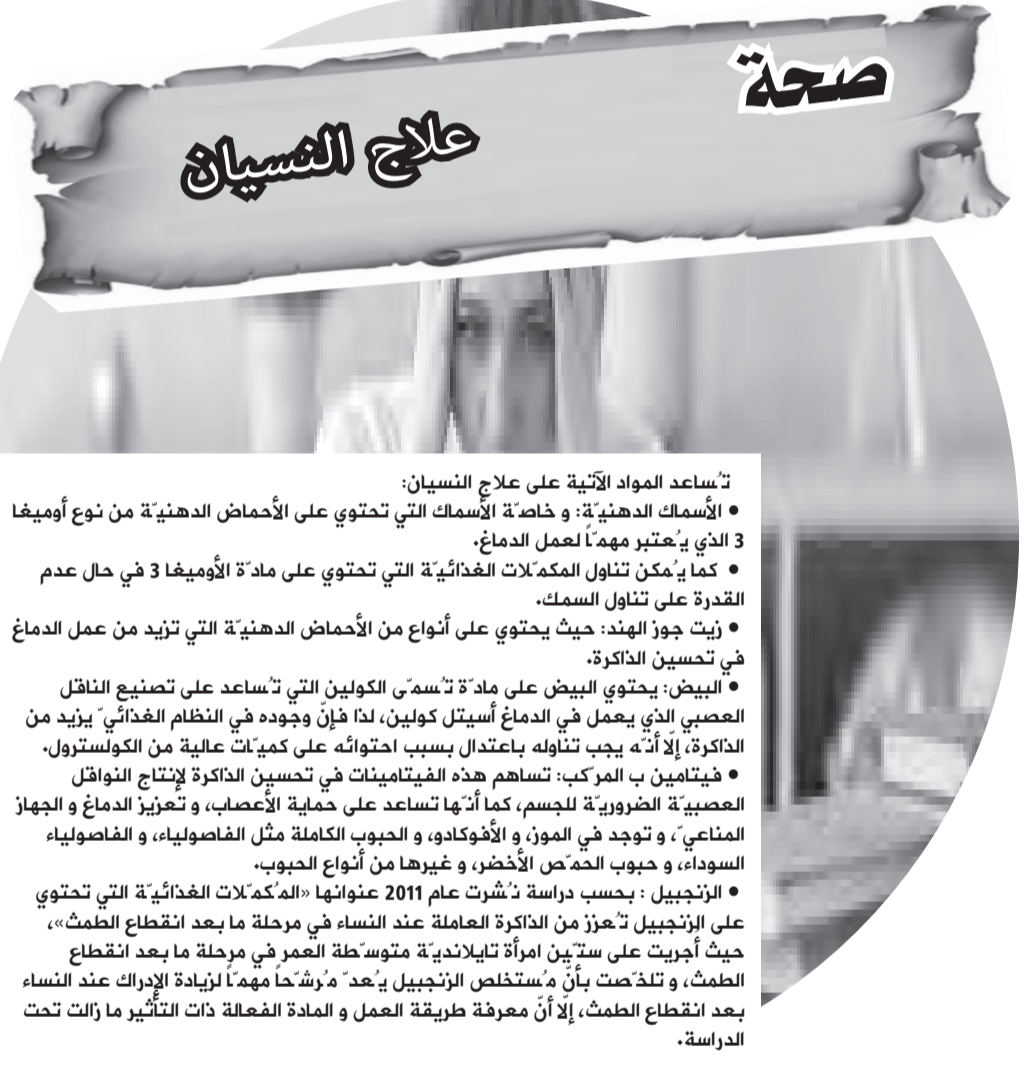 صحة
علاج النسيان
تُساعد المواد الآتية على علاج النسيان:
• الأسماك الدهنيّة: و خاصّة الأسماك التي تحتوي على الأحماض الدهنيّة من نوع أوميغا
3 الذي يُعتبر مهمّاً لعمل الدماغ.
• كما يُمكن تناول المكمّلات الغذائيّة التي تحتوي على مادّة الأوميغا 3 في حال عدم
القدرة على تناول السمك.
• زيت جوز الهند: حيث يحتوي على أنواع من الأحماض الدهنيّة التي تزيد من عمل الدماغ
في تحسين الذاكرة.
• البيض: يحتوي البيض على مادّة تُسمّى الكولين التي تُساعد على تصنيع الناقل
العصبي الذي يعمل في الدماغ أسيتل كولين، لذا فإنّ وجوده في النظام الغذائيّ يزيد من
الذاكرة، إلّا أنّه يجب تناوله باعتدال بسبب احتوائه على كميّات عالية من الكولسترول.
• فيتامين ب المركّب: تساهم هذه الفيتامينات في تحسين الذاكرة لإنتاج النواقل
العصبيّة الضروريّة للجسم، كما أنّها تساعد على حماية الأعصاب، و تعزيز الدماغ و الجهاز
المناعيّ، و توجد في الموز، و الأفوكادو، و الحبوب الكاملة مثل الفاصولياء، و الفاصولياء
السوداء، و حبوب الحمّص الأخضر، و غيرها من أنواع الحبوب.
• الزنجبيل : بحسب دراسة نُشرت عام 2011 عنوانها «المُكمّلات الغذائيّة التي تحتوي
على الزنجبيل تُعزز من الذاكرة العاملة عند النساء في مرحلة ما بعد انقطاع الطمث»،
حيث أُجريت على ستّين امرأة تايلانديّة متوسّطة العمر في مرحلة ما بعد انقطاع
الطمث، و تلخّصت بأنّ مُستخلص الزنجبيل يُعدّ مُرشّحاً مهمّاً لزيادة الإدراك عند النساء
بعد انقطاع الطمث، إلّا أنّ معرفة طريقة العمل و المادة الفعالة ذات التأثير ما زالت تحت
الدراسة.